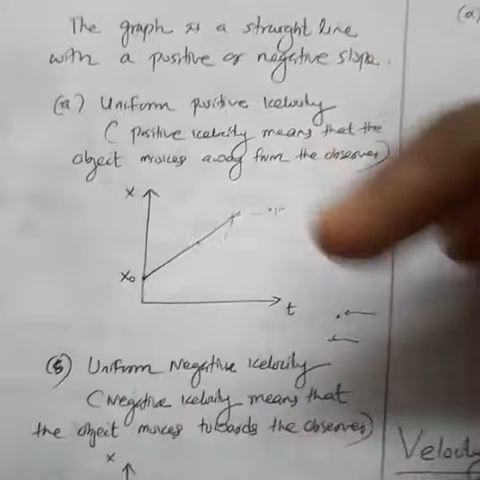 The graph is a straight line
with a positive or negative slope.
(a) Uniform positive velocity
( positive velocity means that the
object moves away from the observer)
x
x₀
t
(B) Uniform Negative velocity
(Negative velocity means that
the object moves towards the observer)
x
(a)
Velocity